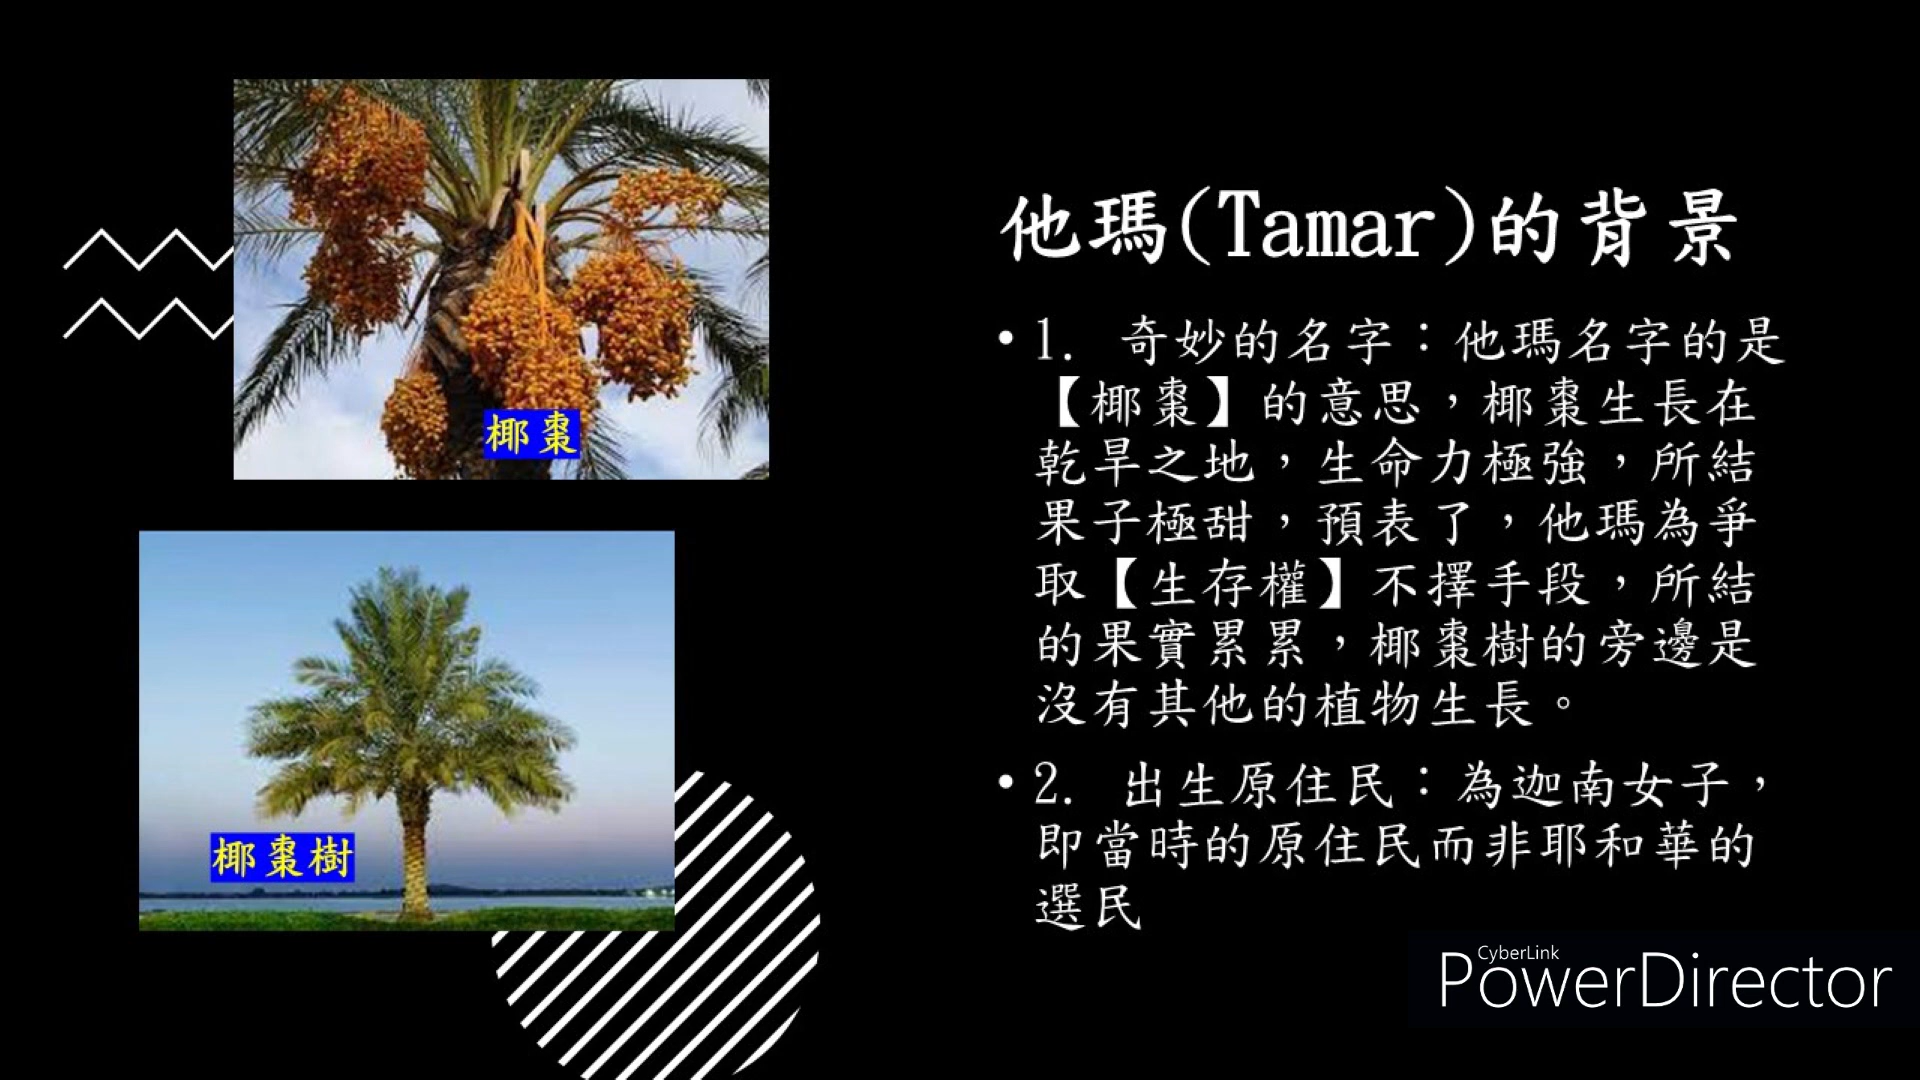 他瑪(Tamar)的背景
• 1. 奇妙的名字：他瑪名字的是
【椰棗】的意思，椰棗生長在
乾旱之地，生命力極強，所結
果子極甜，預表了，他瑪為爭
取【生存權】不擇手段，所結
的果實累累，椰棗樹的旁邊是
沒有其他的植物生長。
• 2. 出生原住民：為迦南女子，
即當時的原住民而非耶和華的
選民
椰棗
椰棗樹
CyberLink
PowerDirector